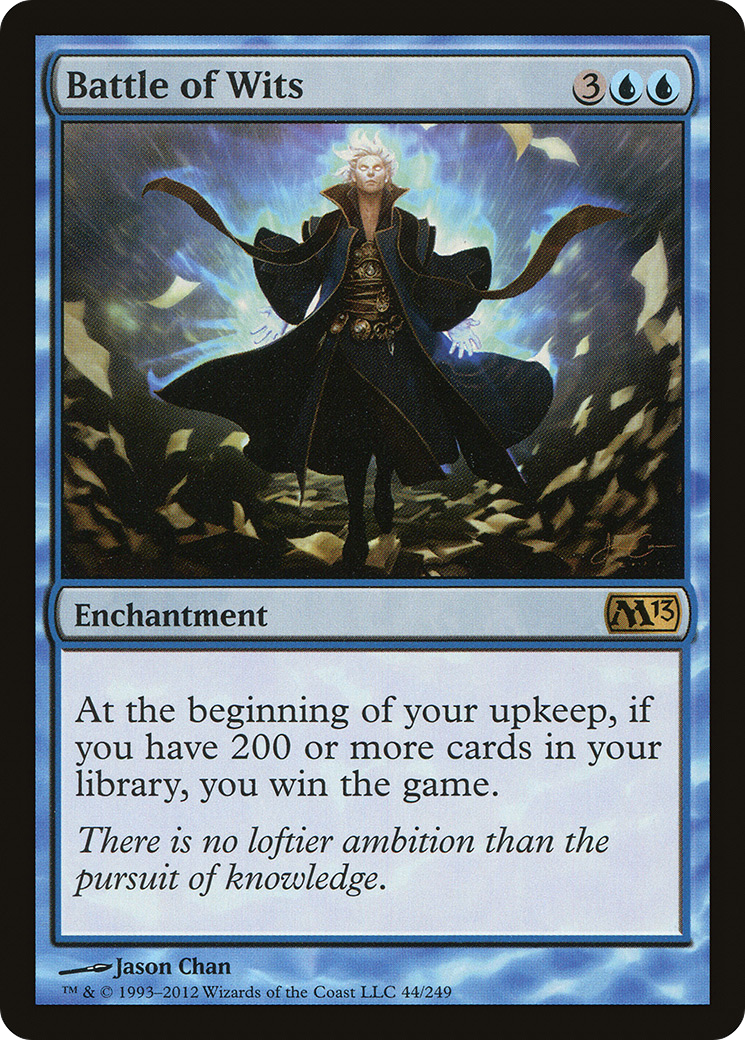 Battle of Wits 3
Enchantment M13
At the beginning of your upkeep, if
you have 200 or more cards in your
library, you win the game.
There is no loftier ambition than the
pursuit of knowledge.
Jason Chan
™ & © 1993–2012 Wizards of the Coast LLC 44/249